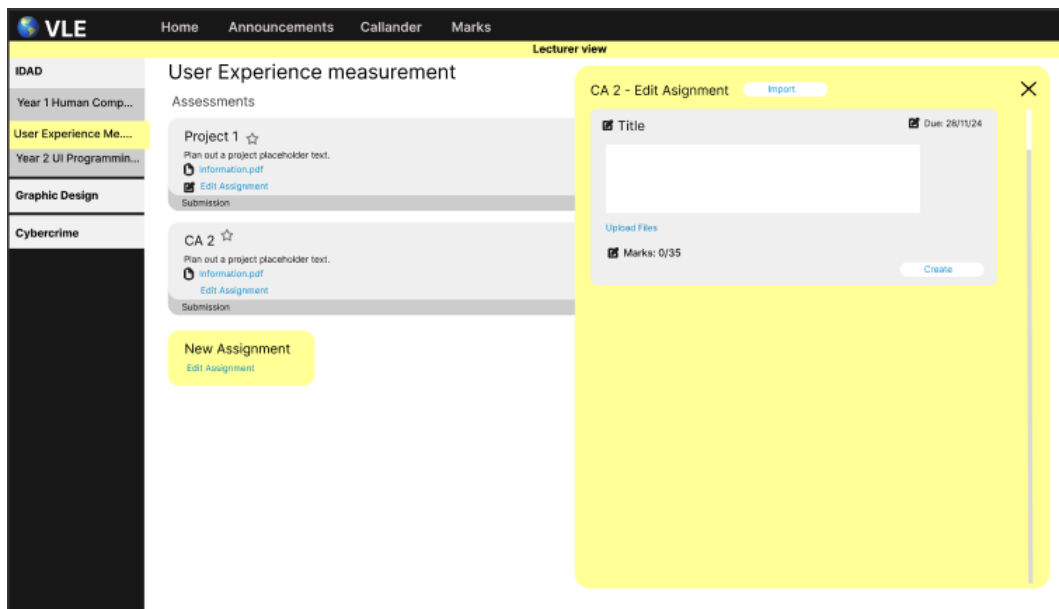 VLE
Home Announcements Callander Marks
Lecturer view
IDAD
Year 1 Human Comp...
User Experience Me....
Year 2 UI Programmin...
Graphic Design
Cybercrime
User Experience measurement
Assessments
Project 1
Plan out a project placeholder text.
Information.pdf
Edit Assignment
Submission
CA 2
Plan out a project placeholder text.
Information.pdf
Edit Assignment
Submission
New Assignment
Edit Assignment
CA 2 - Edit Asignment Import
Title Due: 28/11/24
Upload Files
Marks: 0/35
Create